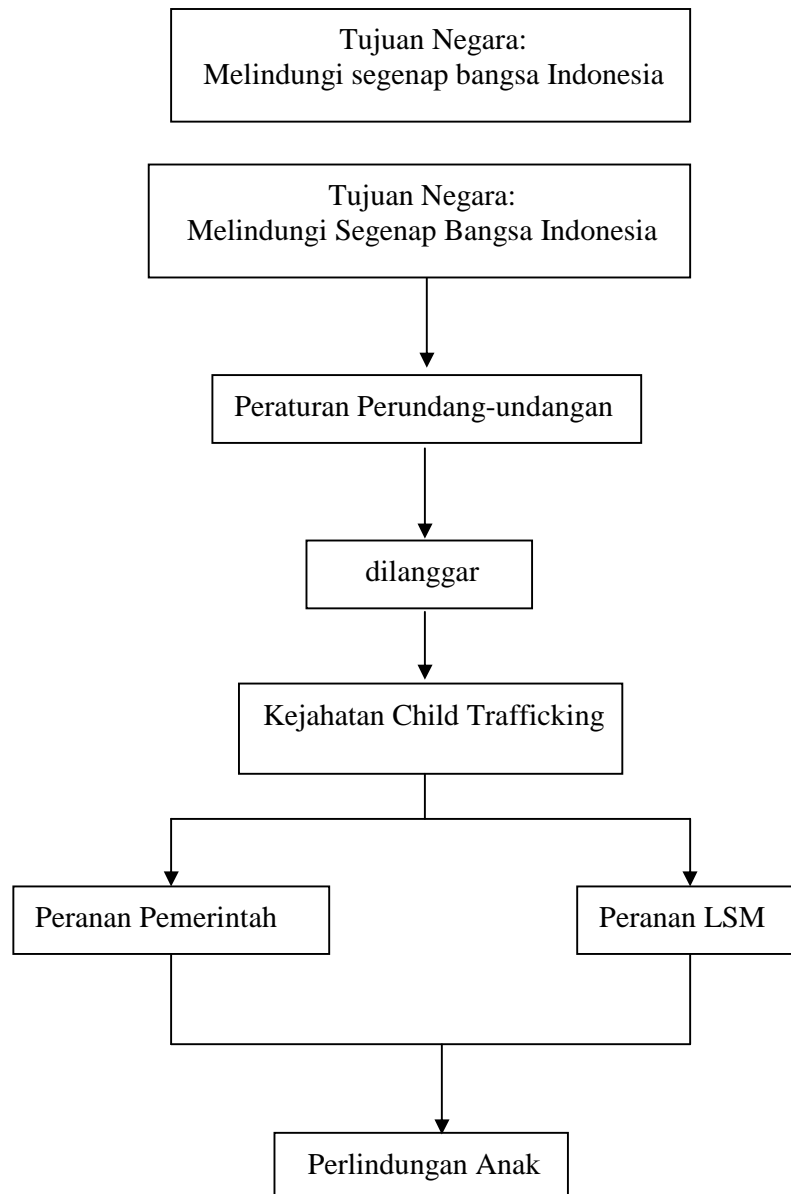 Tujuan Negara:
Melindungi segenap bangsa Indonesia
Tujuan Negara:
Melindungi Segenap Bangsa Indonesia
Peraturan Perundang-undangan
dilanggar
Kejahatan Child Trafficking
Peranan Pemerintah
Peranan LSM
Perlindungan Anak